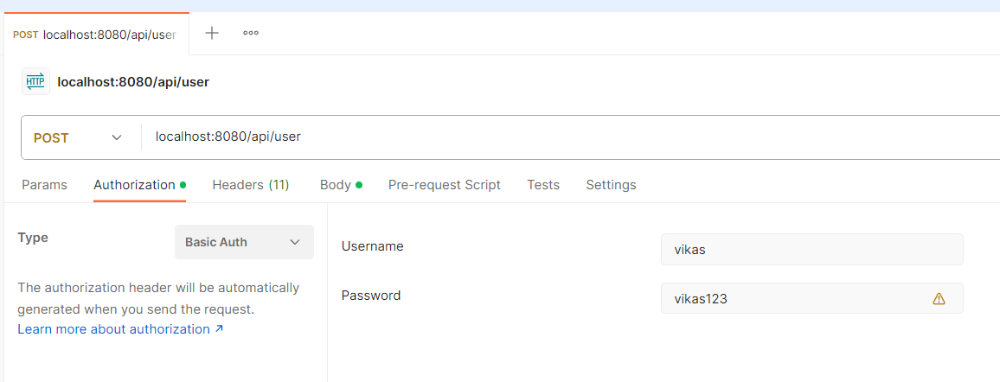 POST localhost:8080/api/user
HTTP localhost:8080/api/user
POST localhost:8080/api/user
Params Authorization Headers (11) Body Pre-request Script Tests Settings
Type Basic Auth
The authorization header will be automatically
generated when you send the request.
Learn more about authorization ↗
Username vikas
Password vikas123